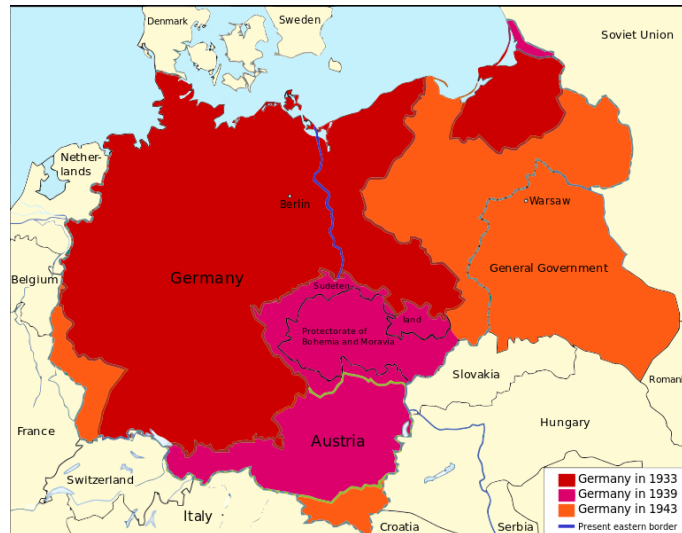 Denmark
Sweden
Soviet Union
Nether-
lands
Berlin
Warsaw
Belgium
Germany
General Government
Sudeten
land
Protectorate of
Bohemia and Moravia
Slovakia
Romani
France
Austria
Hungary
Switzerland
Italy
Croatia
Serbia
Germany in 1933
Germany in 1939
Germany in 1943
Present eastern border